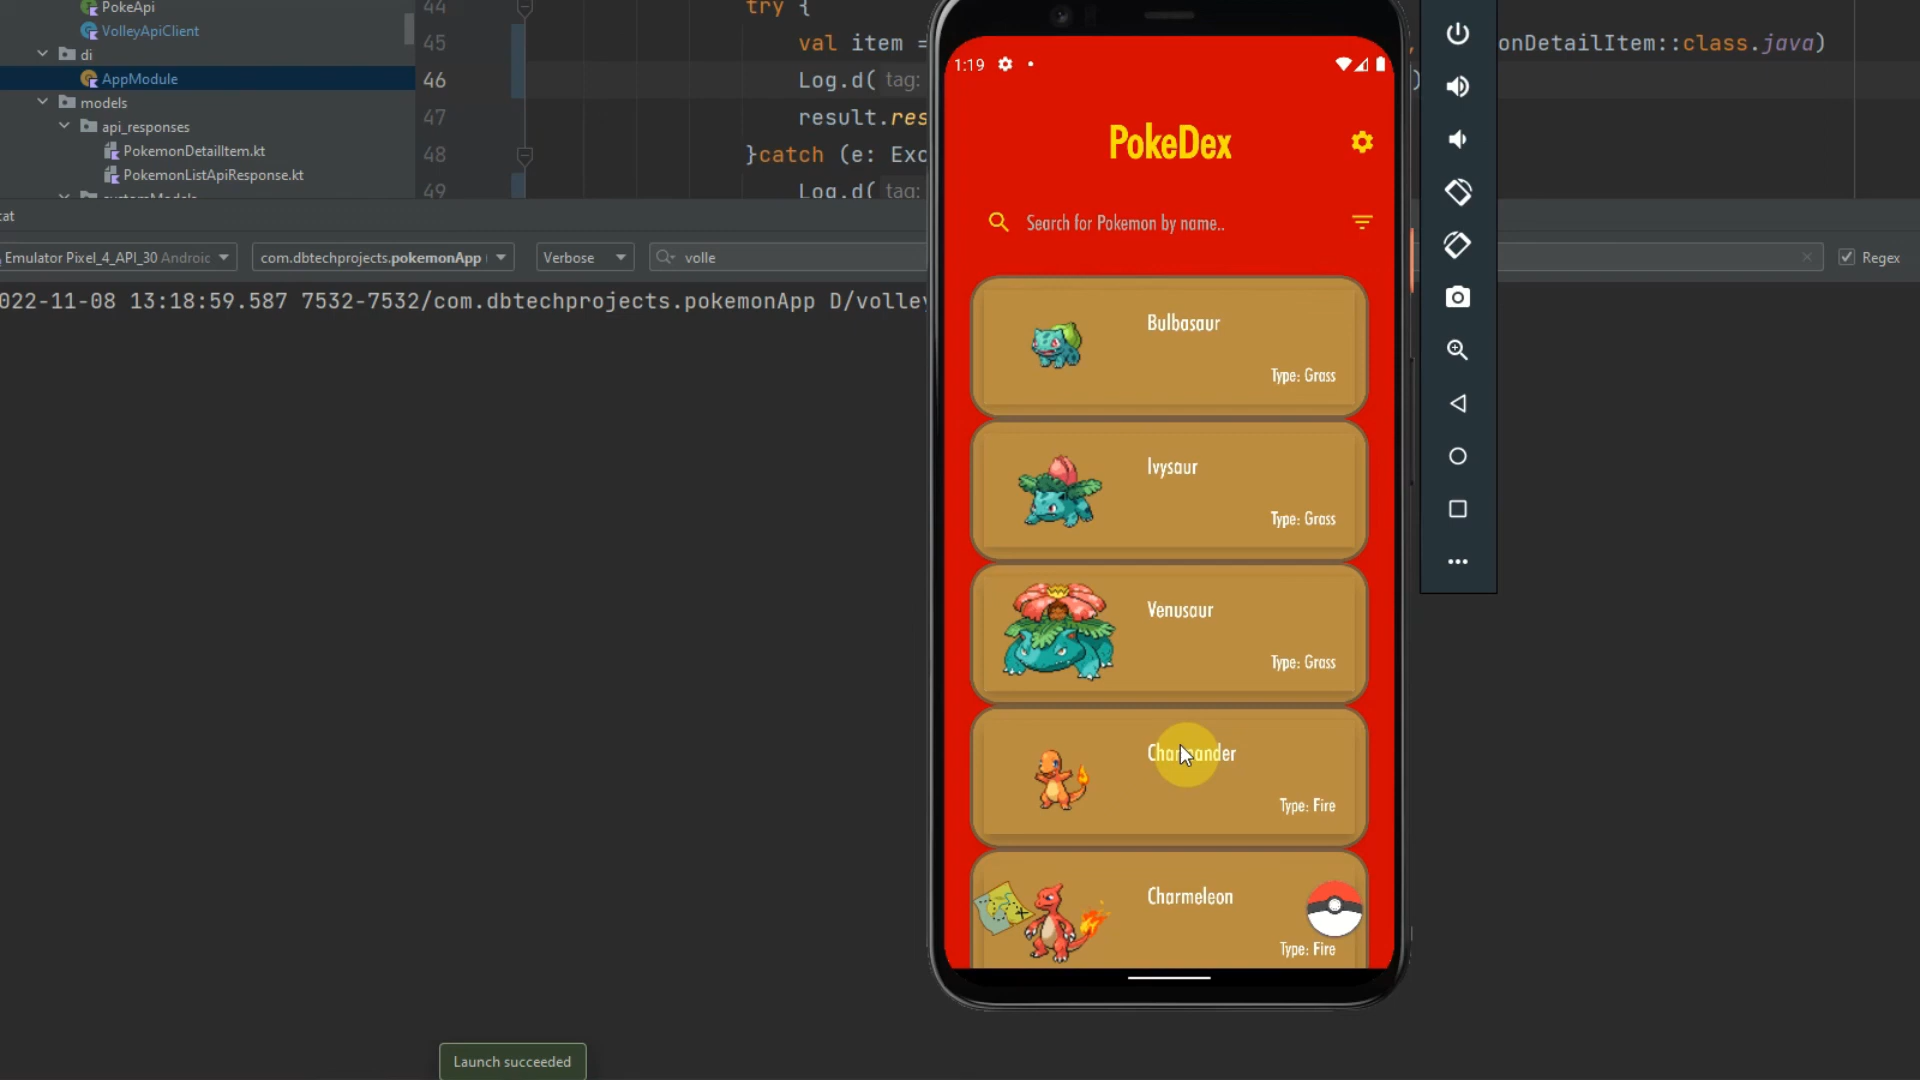 PokeApi
VolleyApiClient
di
AppModule
models
api_responses
PokemonDetailItem.kt
PokemonListApiResponse.kt
44 try {
45 val item = onDetailItem::class.java)
46 Log.d( tag: )
47 result.res
48 }catch (e: Exc
49 Log.d( tag:
cat
Emulator Pixel_4_API_30 Androic
com.dbtechprojects.pokemonApp
Verbose
volle
Regex
022-11-08 13:18:59.587 7532-7532/com.dbtechprojects.pokemonApp D/volley
1:19
PokeDex
Search for Pokemon by name..
Bulbasaur
Type: Grass
Ivysaur
Type: Grass
Venusaur
Type: Grass
Charmander
Type: Fire
Charmeleon
Type: Fire
Launch succeeded